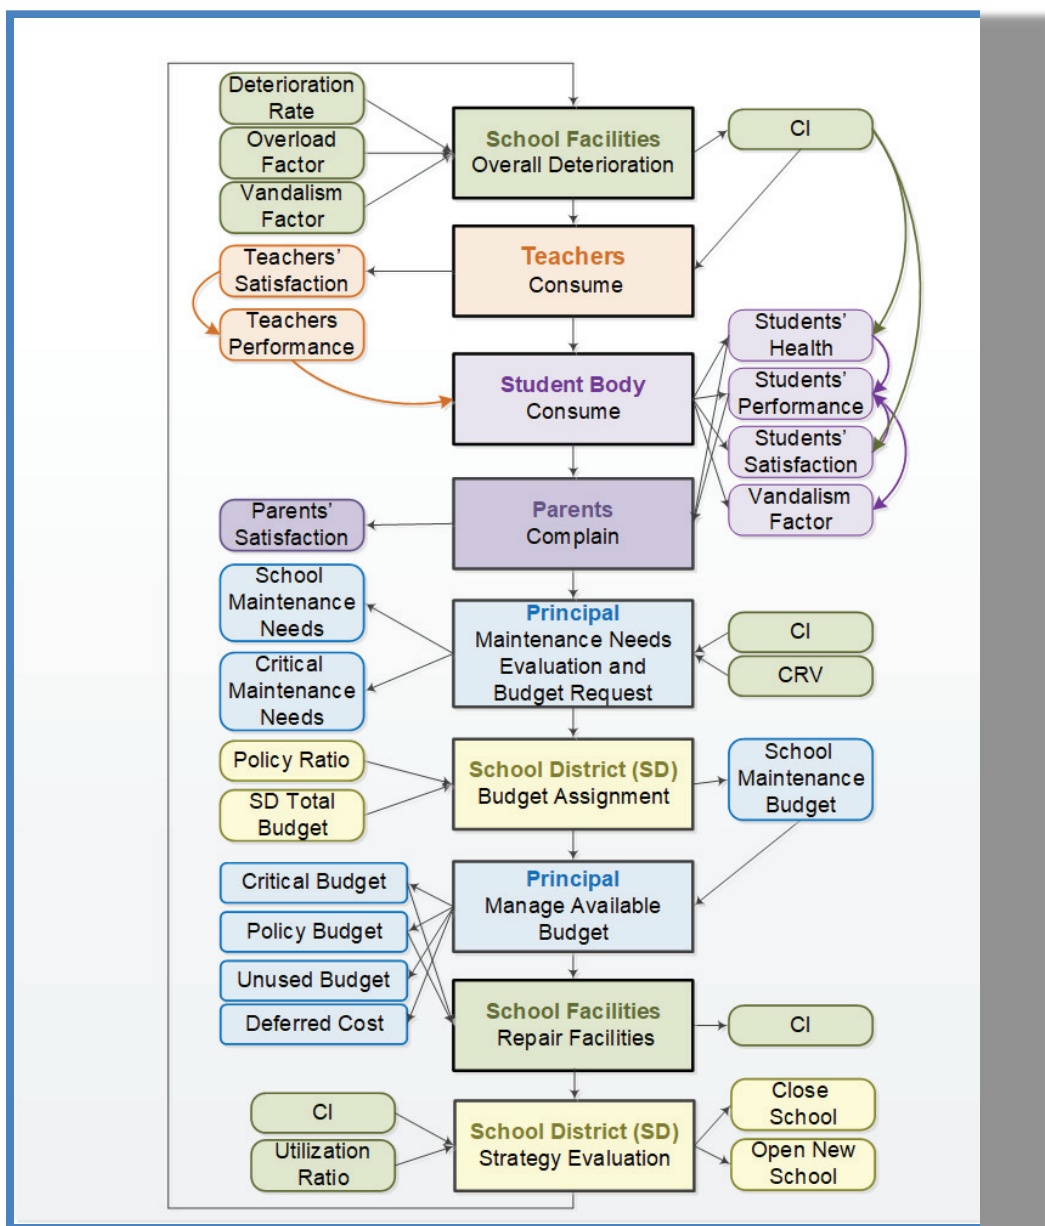 Deterioration
Rate
Overload
Factor
Vandalism
Factor
School Facilities
Overall Deterioration
CI
Teachers'
Satisfaction
Teachers
Performance
Teachers
Consume
Students'
Health
Students'
Performance
Students'
Satisfaction
Vandalism
Factor
Student Body
Consume
Parents'
Satisfaction
Parents
Complain
School
Maintenance
Needs
Critical
Maintenance
Needs
Principal
Maintenance Needs
Evaluation and
Budget Request
CI
CRV
Policy Ratio
SD Total
Budget
School District (SD)
Budget Assignment
School
Maintenance
Budget
Critical Budget
Policy Budget
Unused Budget
Deferred Cost
Principal
Manage Available
Budget
School Facilities
Repair Facilities
CI
CI
Utilization
Ratio
School District (SD)
Strategy Evaluation
Close
School
Open New
School